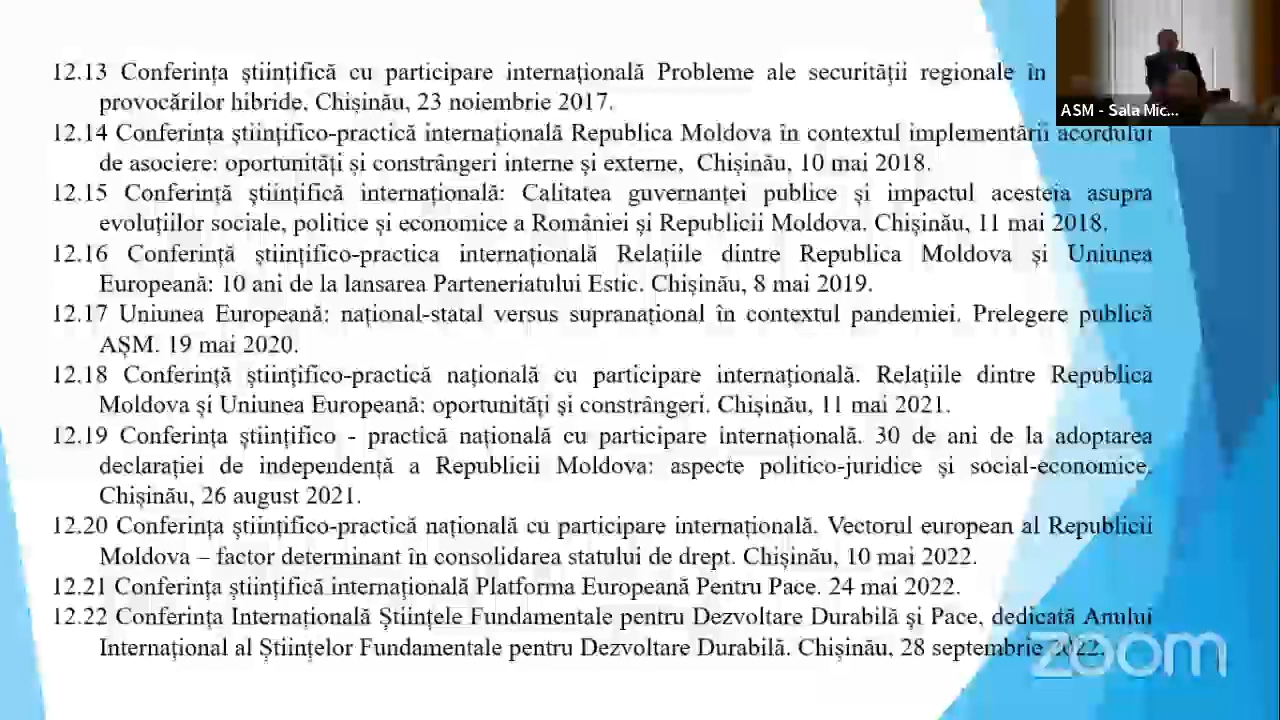 12.13 Conferința științifică cu participare internațională Probleme ale securității regionale în
provocărilor hibride. Chișinău, 23 noiembrie 2017.
12.14 Conferința științifico-practică internațională Republica Moldova în contextul implementării acordului
de asociere: oportunități și constrângeri interne și externe, Chișinău, 10 mai 2018.
12.15 Conferință științifică internațională: Calitatea guvernanței publice și impactul acesteia asupra
evoluțiilor sociale, politice și economice a României și Republicii Moldova. Chișinău, 11 mai 2018.
12.16 Conferință științifico-practica internațională Relațiile dintre Republica Moldova și Uniunea
Europeană: 10 ani de la lansarea Parteneriatului Estic. Chișinău, 8 mai 2019.
12.17 Uniunea Europeană: național-statal versus supranațional în contextul pandemiei. Prelegere publică
AȘM. 19 mai 2020.
12.18 Conferință științifico-practică națională cu participare internațională. Relațiile dintre Republica
Moldova și Uniunea Europeană: oportunități și constrângeri. Chișinău, 11 mai 2021.
12.19 Conferința științifico - practică națională cu participare internațională. 30 de ani de la adoptarea
declarației de independență a Republicii Moldova: aspecte politico-juridice și social-economice.
Chișinău, 26 august 2021.
12.20 Conferința științifico-practică națională cu participare internațională. Vectorul european al Republicii
Moldova – factor determinant în consolidarea statului de drept. Chișinău, 10 mai 2022.
12.21 Conferința științifică internațională Platforma Europeană Pentru Pace. 24 mai 2022.
12.22 Conferința Internațională Științele Fundamentale pentru Dezvoltare Durabilă și Pace, dedicată Anului
Internațional al Științelor Fundamentale pentru Dezvoltare Durabilă. Chișinău, 28 septembrie 2022.
ASM - Sala Mic...
zoom